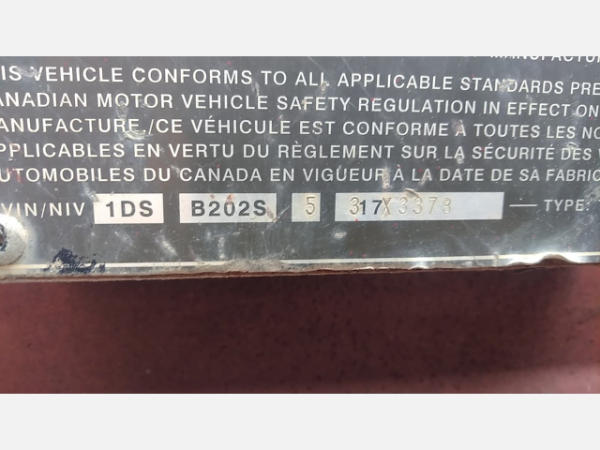 MANUFACTUR
IS VEHICLE CONFORMS TO ALL APPLICABLE STANDARDS PRE
ANADIAN MOTOR VEHICLE SAFETY REGULATION IN EFFECT ON
ANUFACTURE./CE VÉHICULE EST CONFORME A TOUTES LES NO
PPLICABLES EN VERTU DU RÈGLEMENT SUR LA SÉCURITÉ DES V
UTOMOBILES DU CANADA EN VIGUEUR À LA DATE DE SA FABRIC
VIN/NIV 1DS B202S 5 317X3373 — TYPE: